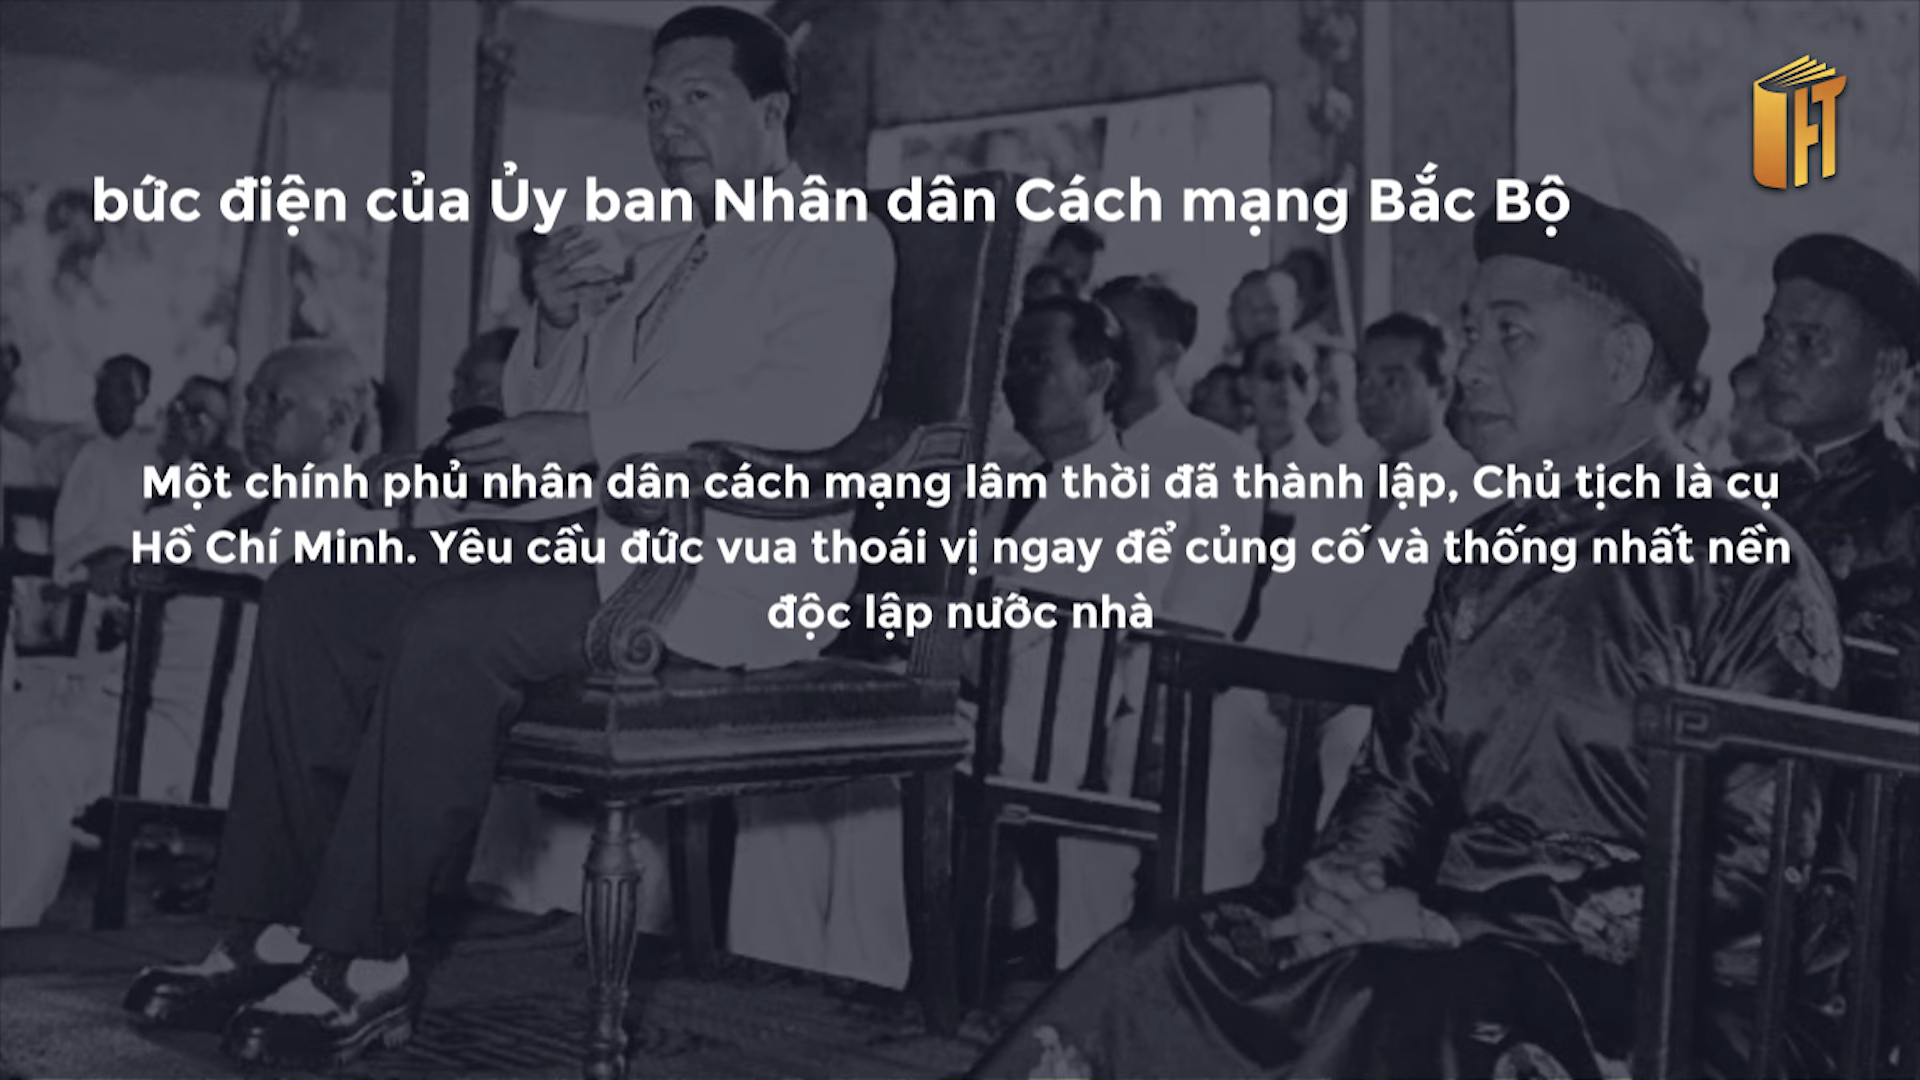 bức điện của Ủy ban Nhân dân Cách mạng Bắc Bộ
Một chính phủ nhân dân cách mạng lâm thời đã thành lập, Chủ tịch là cụ
Hồ Chí Minh. Yêu cầu đức vua thoái vị ngay để củng cố và thống nhất nền
độc lập nước nhà